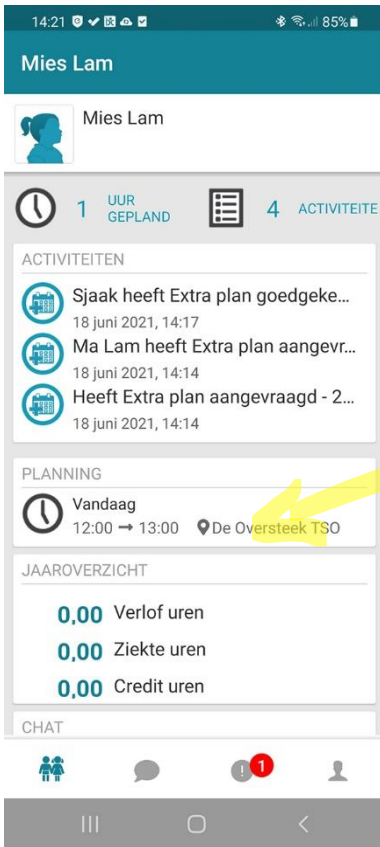 14:21 85%
Mies Lam
Mies Lam
1 UUR GEPLAND 4 ACTIVITEITE
ACTIVITEITEN
Sjaak heeft Extra plan goedgeke...
18 juni 2021, 14:17
Ma Lam heeft Extra plan aangevr...
18 juni 2021, 14:14
Heeft Extra plan aangevraagd - 2...
18 juni 2021, 14:14
PLANNING
Vandaag
12:00 → 13:00 De Oversteek TSO
JAAROVERZICHT
0,00 Verlof uren
0,00 Ziekte uren
0,00 Credit uren
CHAT
1